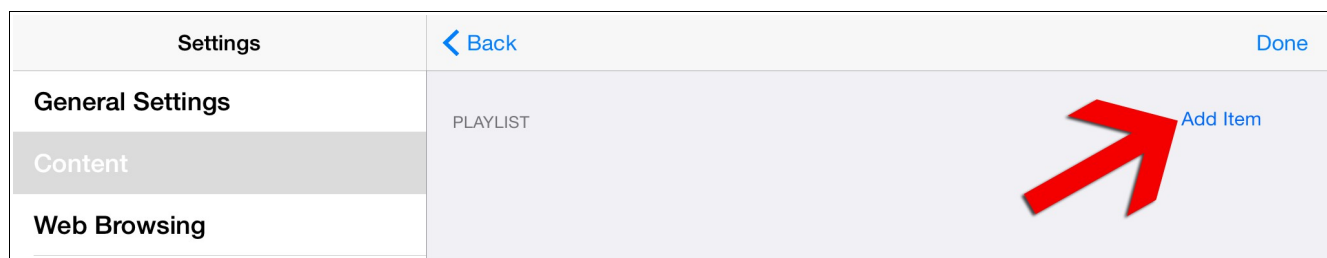 Settings
Back
Done
General Settings
Content
Web Browsing
PLAYLIST
Add Item